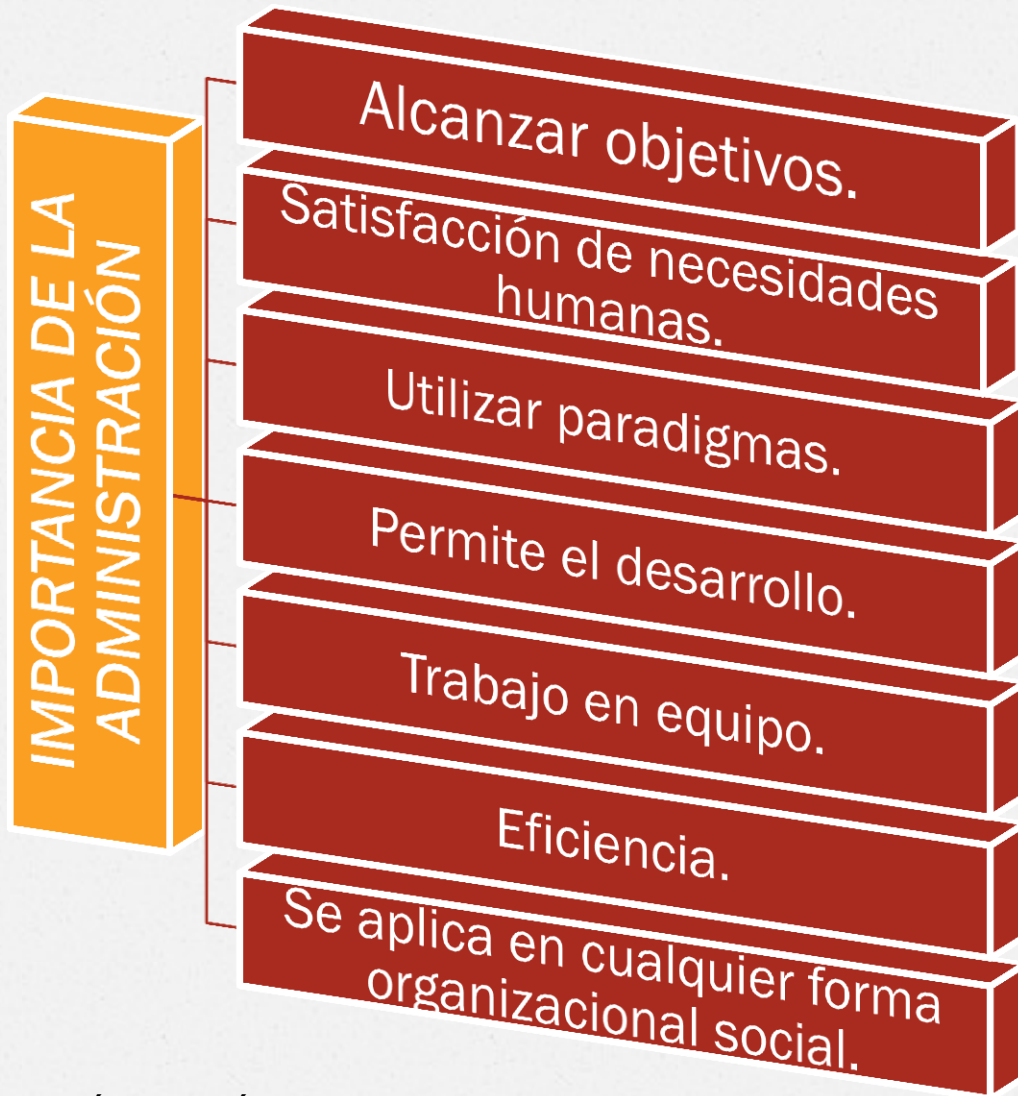 IMPORTANCIA DE LA
ADMINISTRACIÓN
Alcanzar objetivos.
Satisfacción de necesidades
humanas.
Utilizar paradigmas.
Permite el desarrollo.
Trabajo en equipo.
Eficiencia.
Se aplica en cualquier forma
organizacional social.